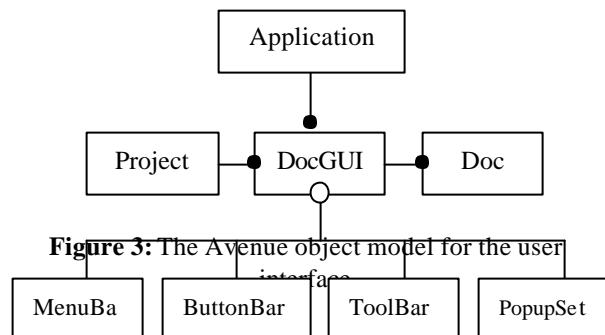 Application
Project DocGUI Doc
Figure 3: The Avenue object model for the user
interface
MenuBa ButtonBar ToolBar PopupSet